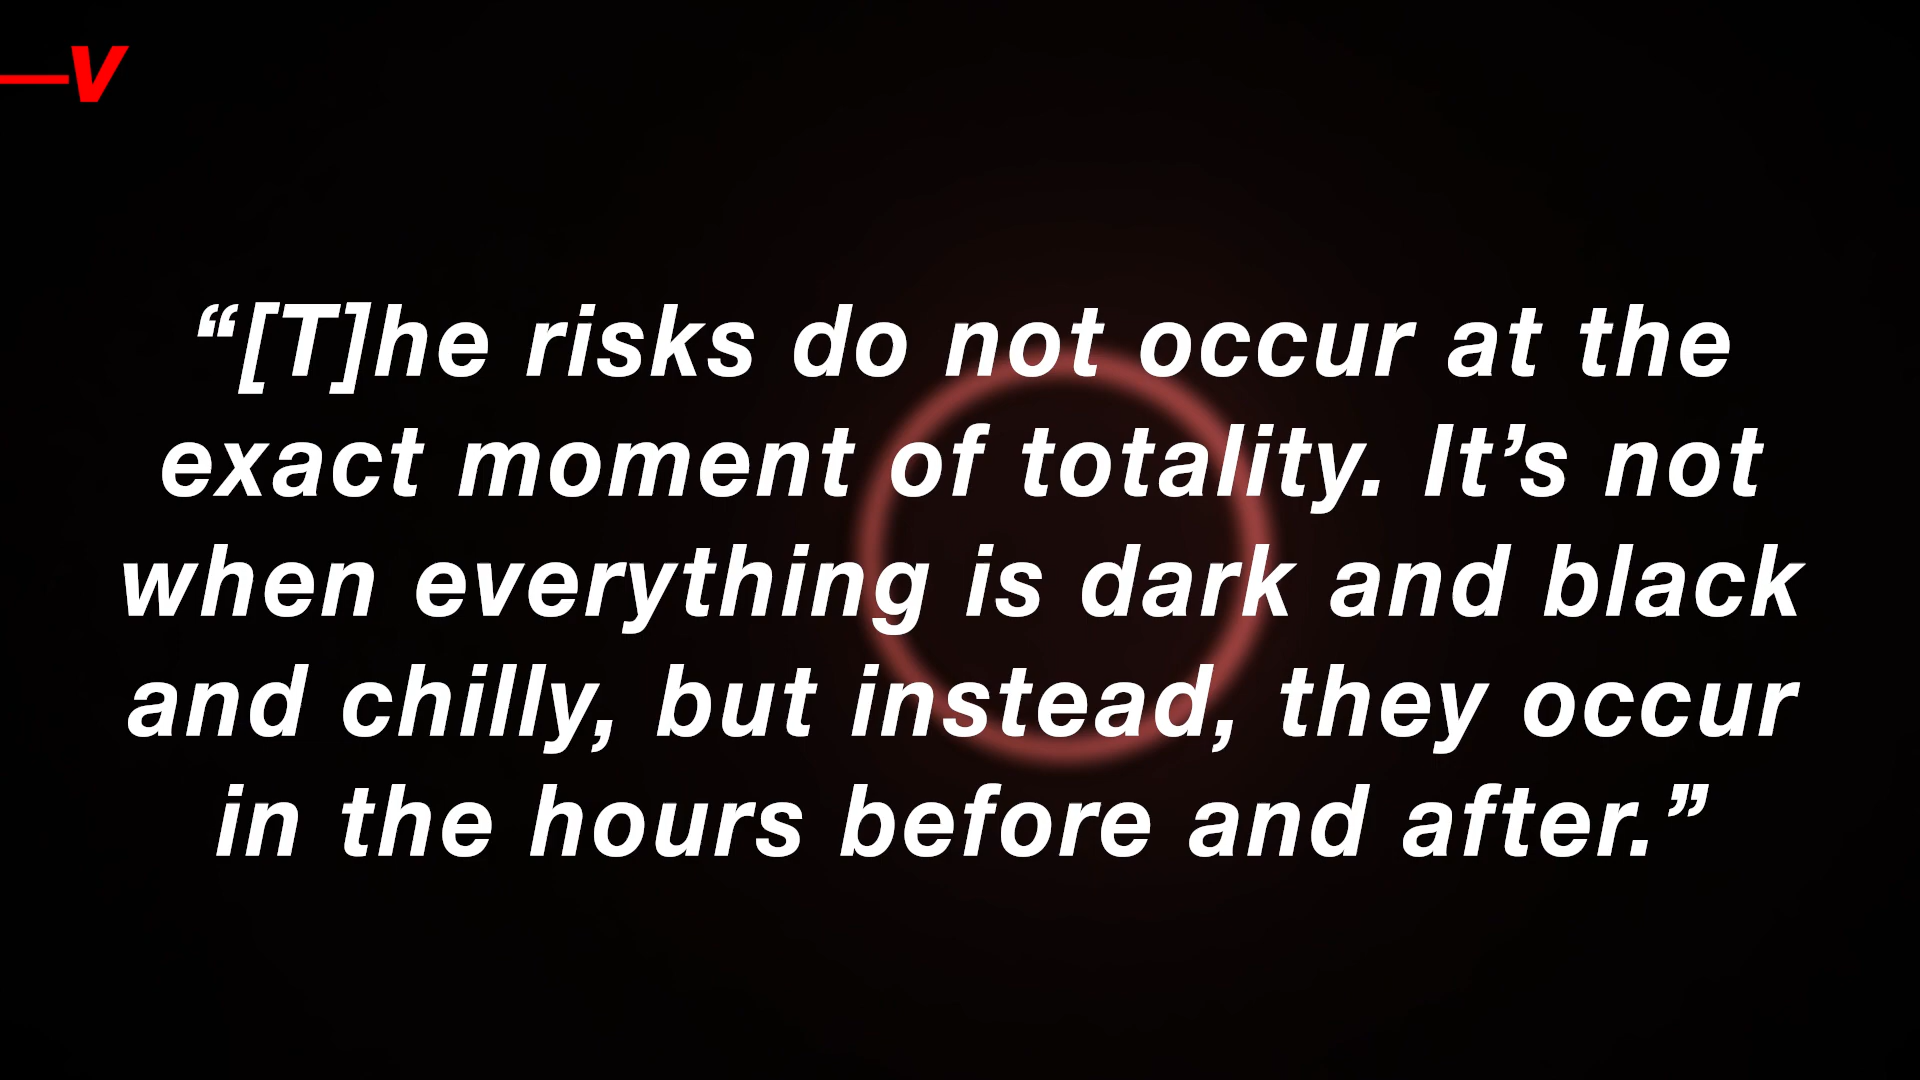 V
“[T]he risks do not occur at the
exact moment of totality. It’s not
when everything is dark and black
and chilly, but instead, they occur
in the hours before and after.”